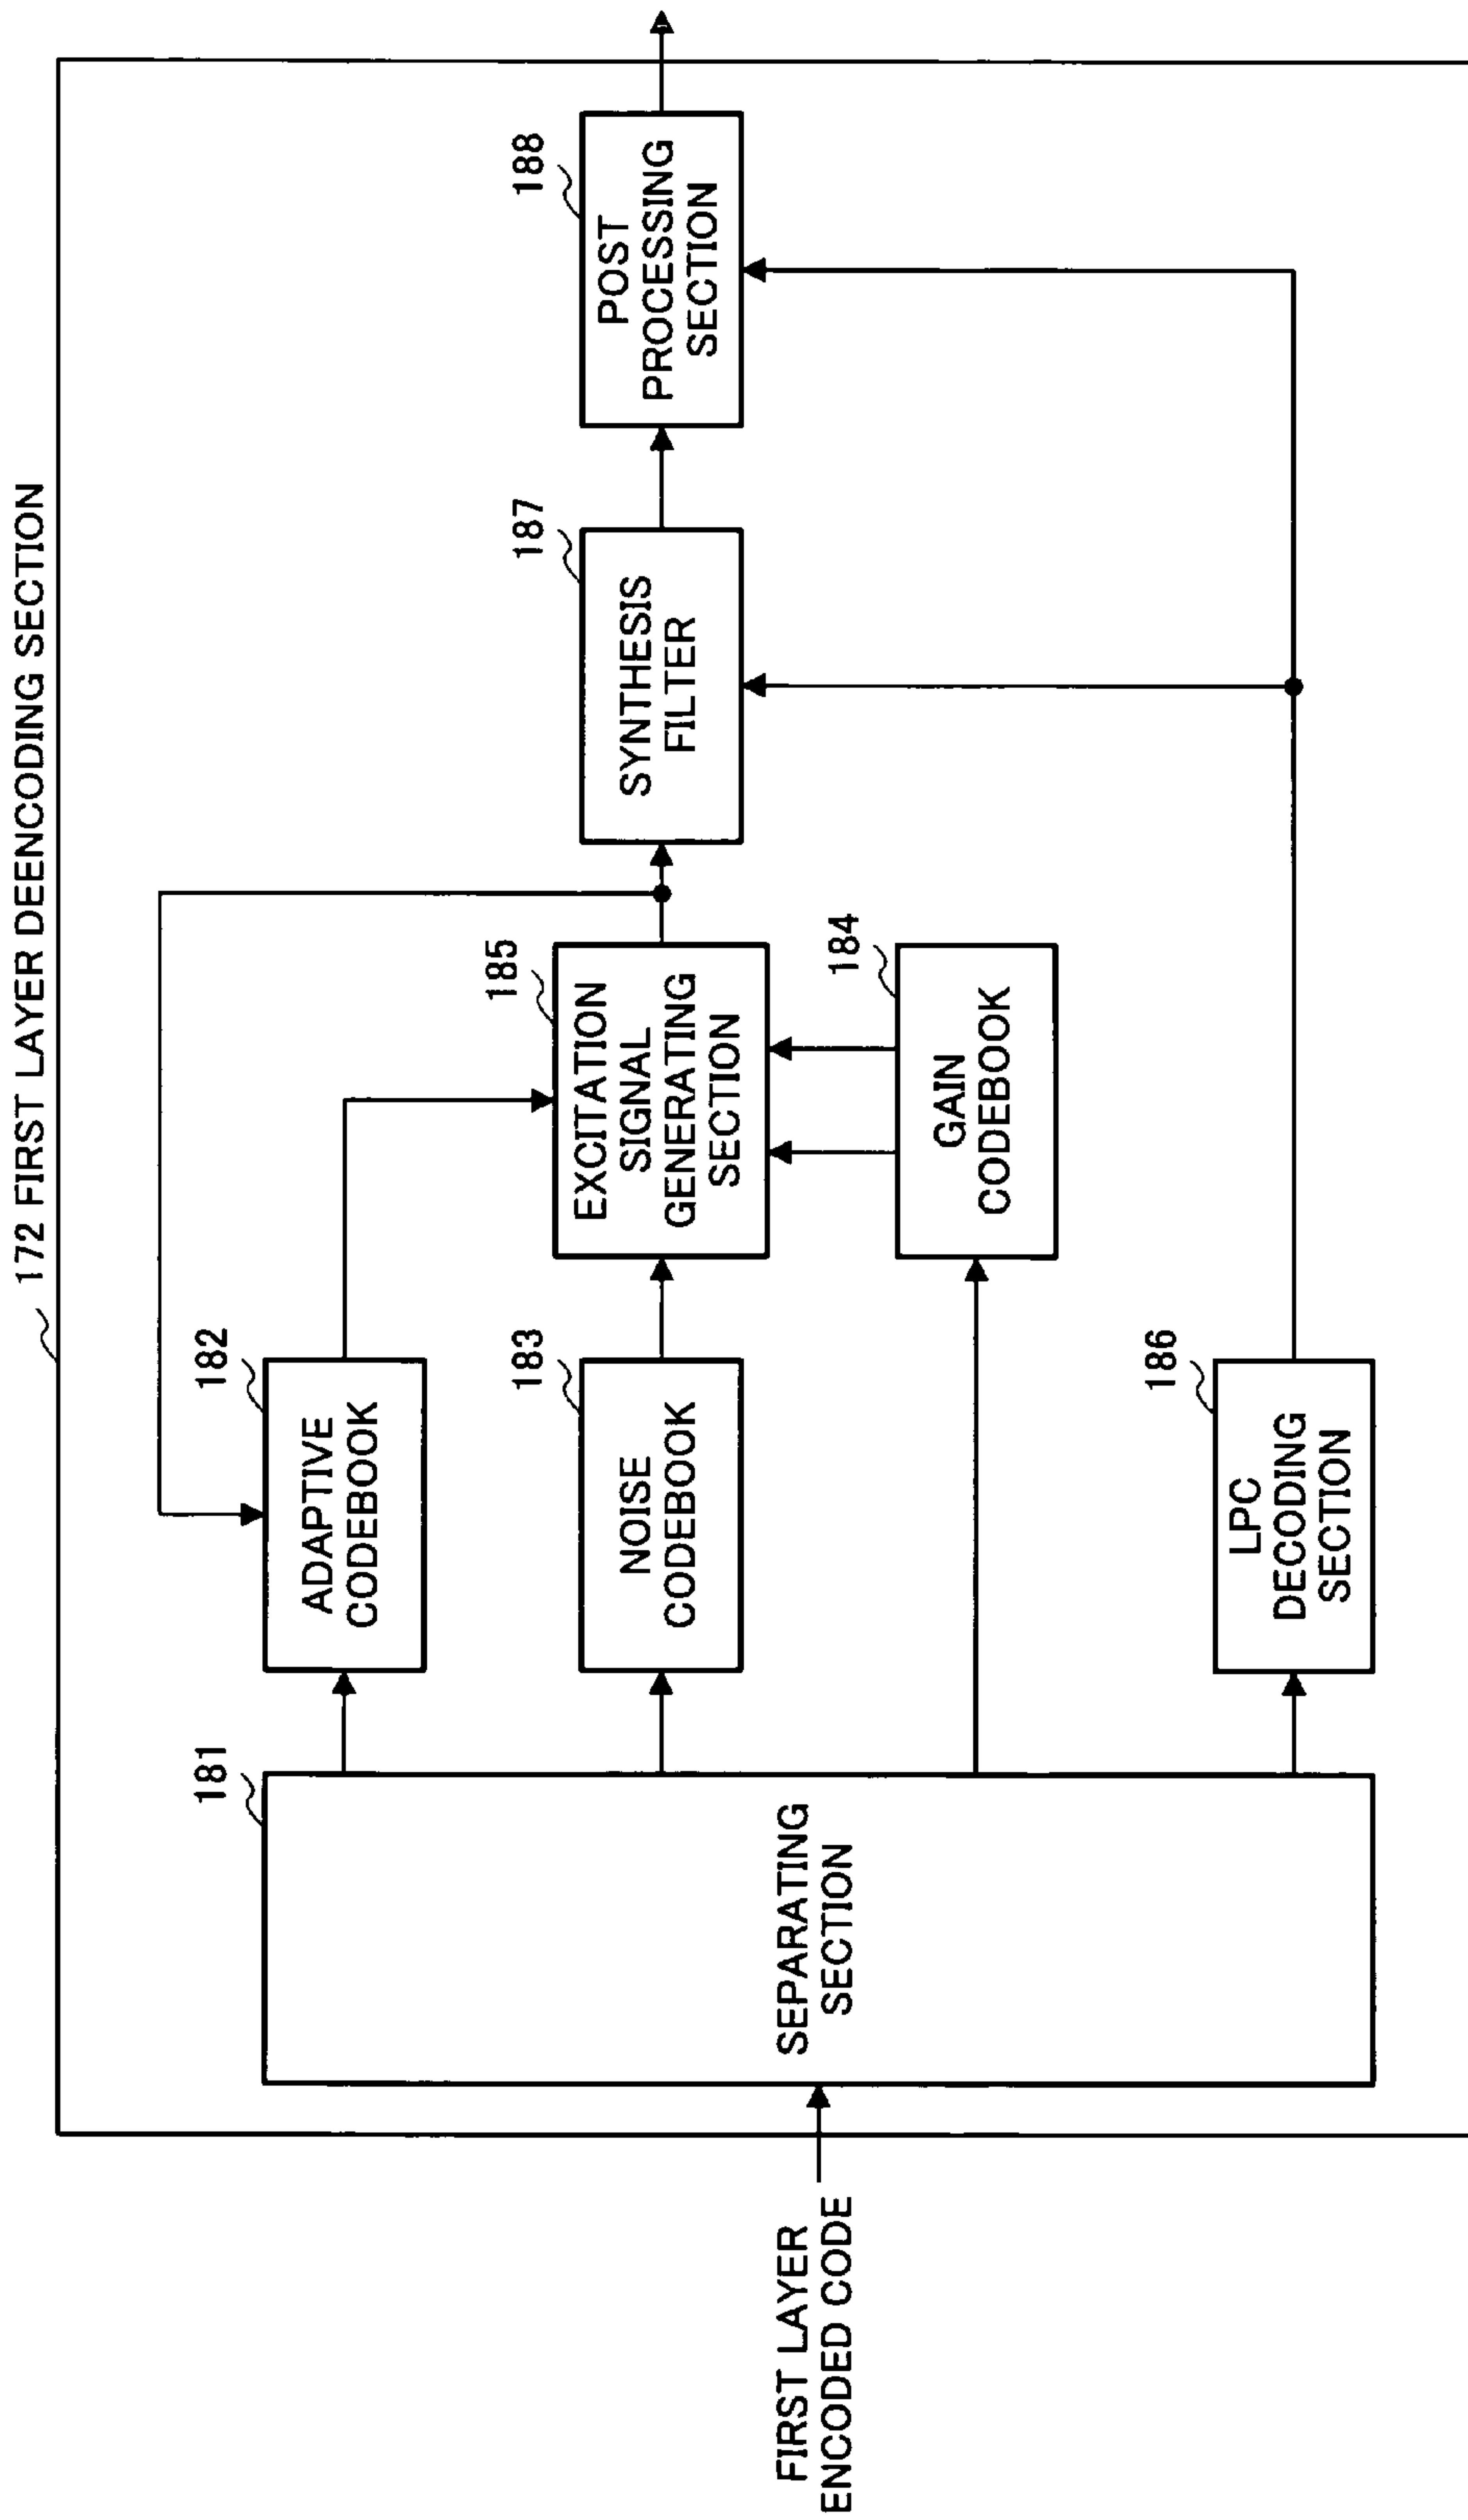 172 FIRST LAYER DEENCODING SECTION
FIRST LAYER
ENCODED CODE
181
SEPARATING
SECTION
182
ADAPTIVE
CODEBOOK
183
NOISE
CODEBOOK
186
LPC
DECODING
SECTION
185
EXCITATION
SIGNAL
GENERATING
SECTION
184
GAIN
CODEBOOK
187
SYNTHESIS
FILTER
188
POST
PROCESSING
SECTION